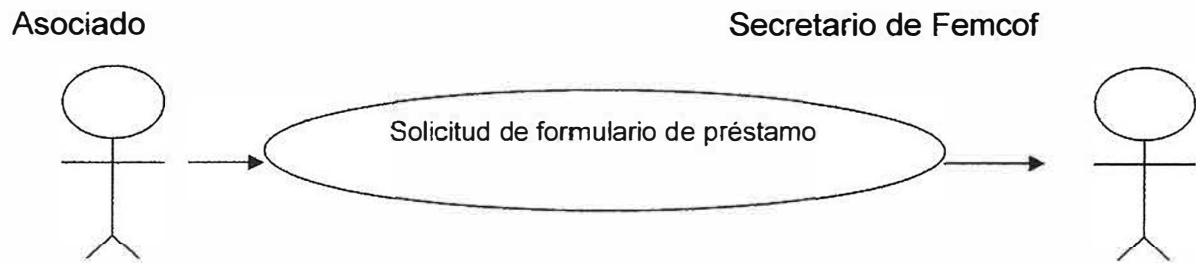 Asociado
Secretario de Femcof
Solicitud de formulario de préstamo